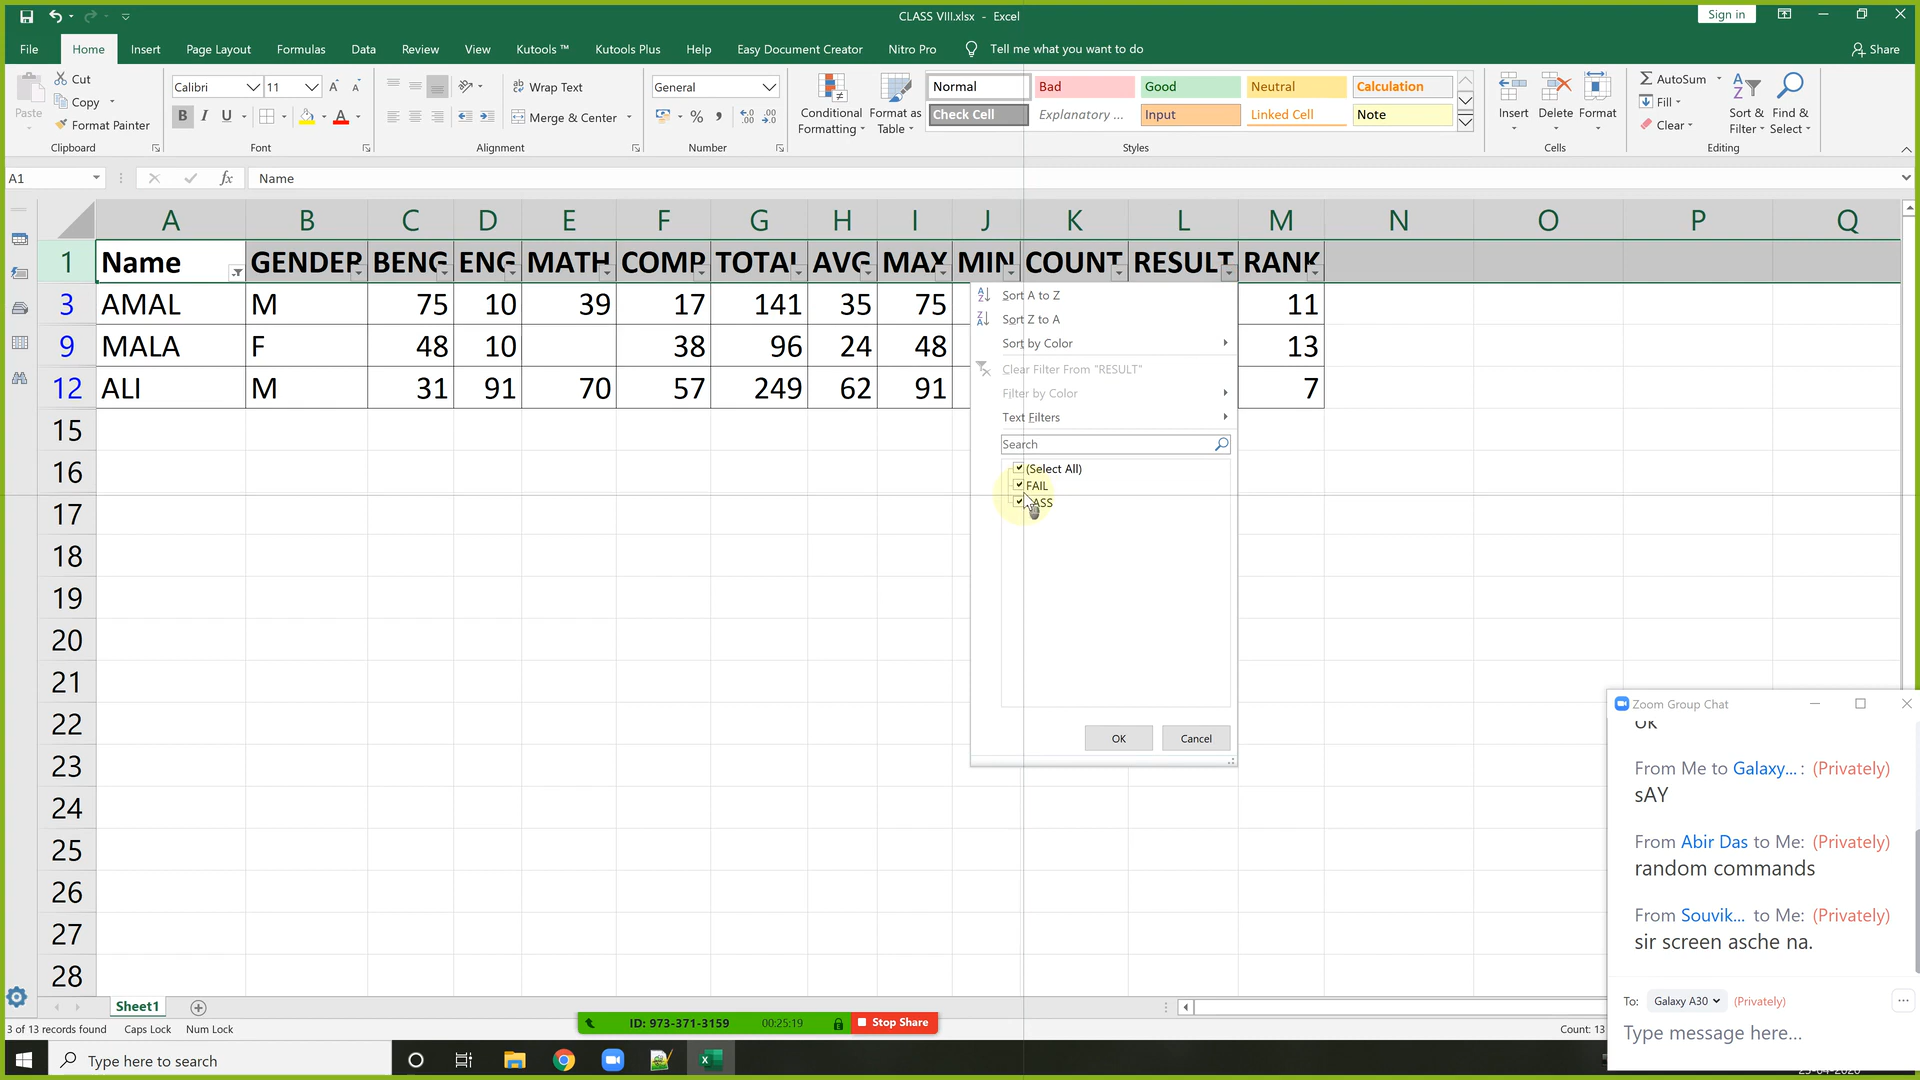 CLASS VIII.xlsx - Excel
Sign in
File Home Insert Page Layout Formulas Data Review View Kutools ™ Kutools Plus Help Easy Document Creator Nitro Pro Tell me what you want to do Share
Paste
Cut
Copy
Format Painter
Clipboard
Calibri 11
B I U
Font
Wrap Text
Merge & Center
Alignment
General
Number
Conditional Formatting
Format as Table
Normal Bad Good Neutral Calculation
Check Cell Explanatory ... Input Linked Cell Note
Styles
Insert Delete Format
Cells
AutoSum
Fill
Clear
Sort & Filter
Find & Select
Editing
A1 fx Name
A B C D E F G H I J K L M N O P Q
1 Name GENDER BENG ENG MATH COMP TOTAL AVG MAX MIN COUNT RESULT RANK
3 AMAL M 75 10 39 17 141 35 75 11
9 MALA F 48 10 38 96 24 48 13
12 ALI M 31 91 70 57 249 62 91 7
15
16
17
18
19
20
21
22
23
24
25
26
27
28
Sort A to Z
Sort Z to A
Sort by Color
Clear Filter From "RESULT"
Filter by Color
Text Filters
Search
(Select All)
FAIL
OK Cancel
Zoom Group Chat
OK
From Me to Galaxy... : (Privately)
sAY
From Abir Das to Me: (Privately)
random commands
From Souvik... to Me: (Privately)
sir screen asche na.
To: Galaxy A30 (Privately)
Type message here...
Sheet1
3 of 13 records found Caps Lock Num Lock
ID: 973-371-3159 00:25:19 Stop Share
Count: 13
Type here to search